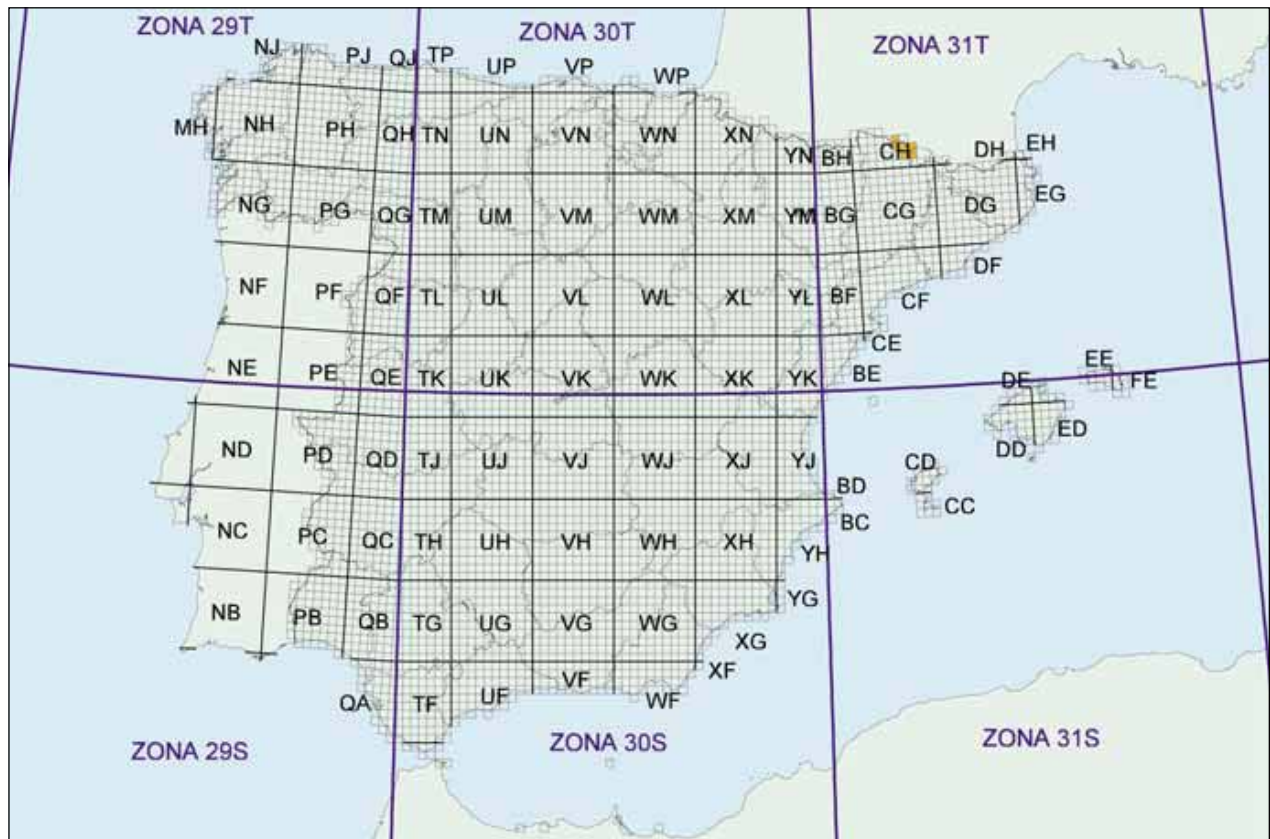 ZONA 29T
ZONA 30T
ZONA 31T
NJ PJ QJ TP UP VP WP
MH NH PH QH TN UN VN WN XN YN BH CH DH EH
NG PG QG TM UM VM WM XM YM BG CG DG EG
NF PF QF TL UL VL WL XL YL BF CF DF
NE PE QE TK UK VK WK XK YK BE CE DE EE FE
ND PD QD TJ UJ VJ WJ XJ YJ BD CD DD ED
NC PC QC TH UH VH WH XH YH BC CC
NB PB QB TG UG VG WG XG YG
QA TF UF VF WF XF
ZONA 29S
ZONA 30S
ZONA 31S